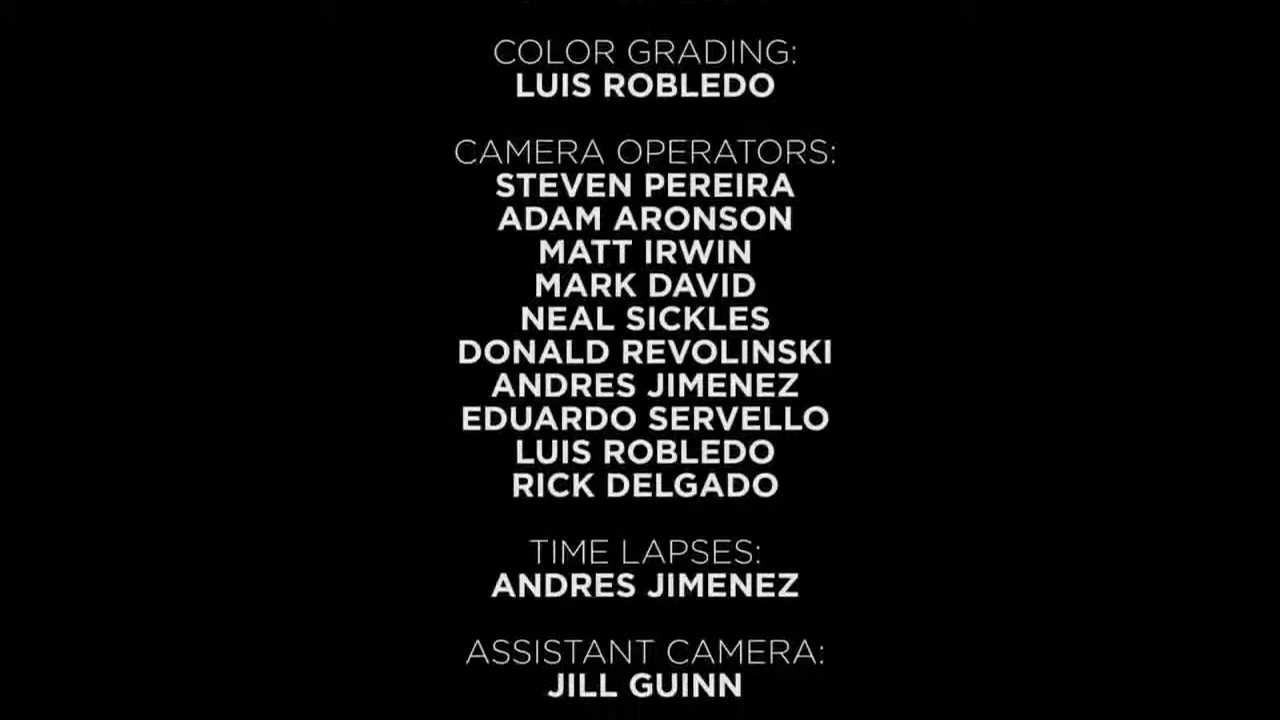 COLOR GRADING:
LUIS ROBLEDO
CAMERA OPERATORS:
STEVEN PEREIRA
ADAM ARONSON
MATT IRWIN
MARK DAVID
NEAL SICKLES
DONALD REVOLINSKI
ANDRES JIMENEZ
EDUARDO SERVELLO
LUIS ROBLEDO
RICK DELGADO
TIME LAPSES:
ANDRES JIMENEZ
ASSISTANT CAMERA:
JILL GUINN